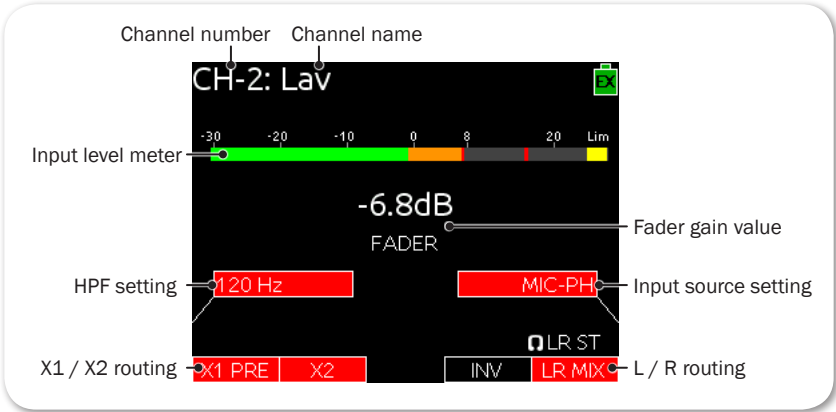 Channel number Channel name
CH-2: Lav EX
-30 -20 -10 0 8 20 Lim
Input level meter
-6.8dB
Fader gain value
FADER
HPF setting 120 Hz MIC-PH Input source setting
LR ST
X1 / X2 routing X1 PRE X2 INV LR MIX L / R routing